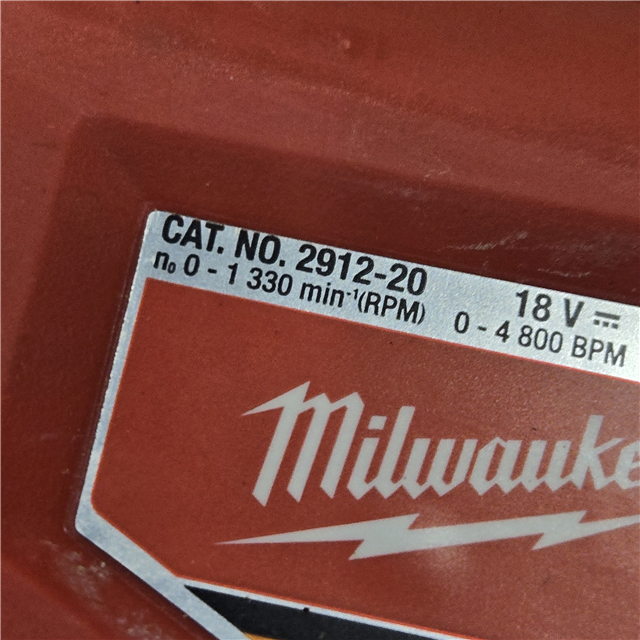 CAT. NO. 2912-20 18 V ⎓
n₀ 0 - 1 330 min⁻¹(RPM) 0 - 4 800 BPM
Milwauke